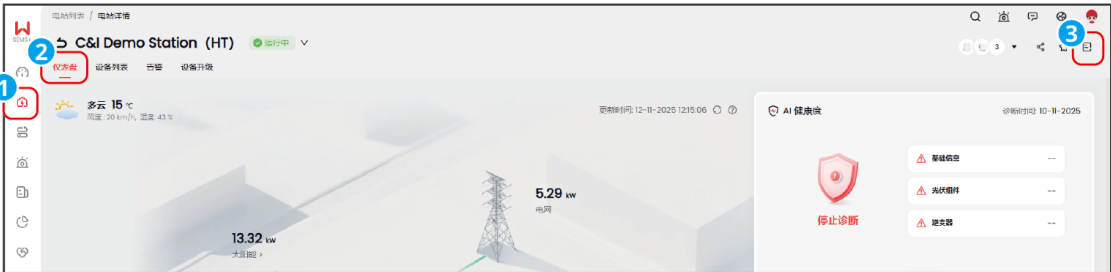 电站列表 / 电站详情
SEMS+
C&I Demo Station (HT) 运行中
3
3
2
仪表盘 设备列表 告警 设备升级
1
多云 15 ℃
风速: 20 km/h, 湿度: 43 %
更新时间: 12-11-2025 12:15:06
AI 健康度
诊断时间: 10-11-2025
基础信息 --
光伏组件 --
逆变器 --
停止诊断
5.29 kW
电网
13.32 kW
太阳能 >